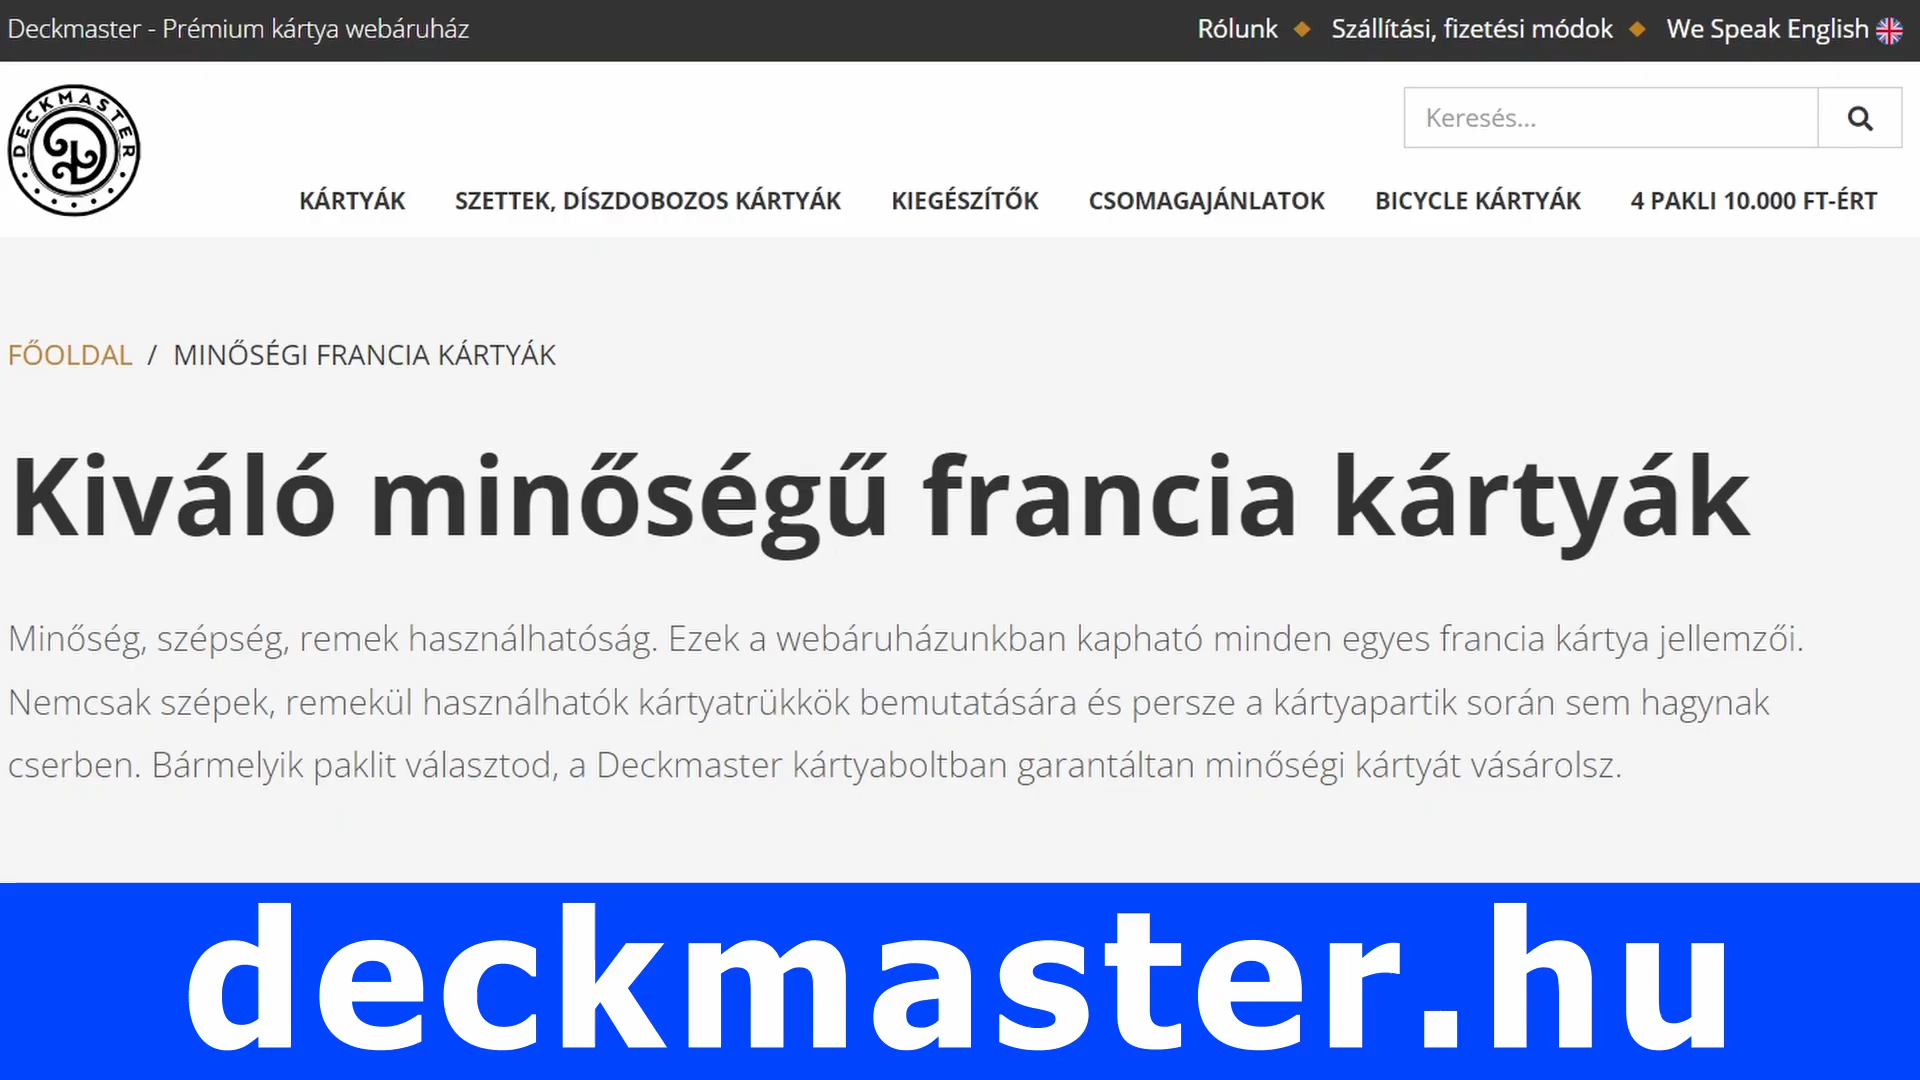 Deckmaster - Prémium kártya webáruház
Rólunk ◆ Szállítási, fizetési módok ◆ We Speak English
DECKMASTER
Keresés...
KÁRTYÁK SZETTEK, DÍSZDOBOZOS KÁRTYÁK KIEGÉSZÍTŐK CSOMAGAJÁNLATOK BICYCLE KÁRTYÁK 4 PAKLI 10.000 FT-ÉRT
FŐOLDAL / MINŐSÉGI FRANCIA KÁRTYÁK
Kiváló minőségű francia kártyák
Minőség, szépség, remek használhatóság. Ezek a webáruházunkban kapható minden egyes francia kártya jellemzői.
Nemcsak szépek, remekül használhatók kártyatrükkök bemutatására és persze a kártyapartik során sem hagynak
cserben. Bármelyik paklit választod, a Deckmaster kártyaboltban garantáltan minőségi kártyát vásárolsz.
deckmaster.hu